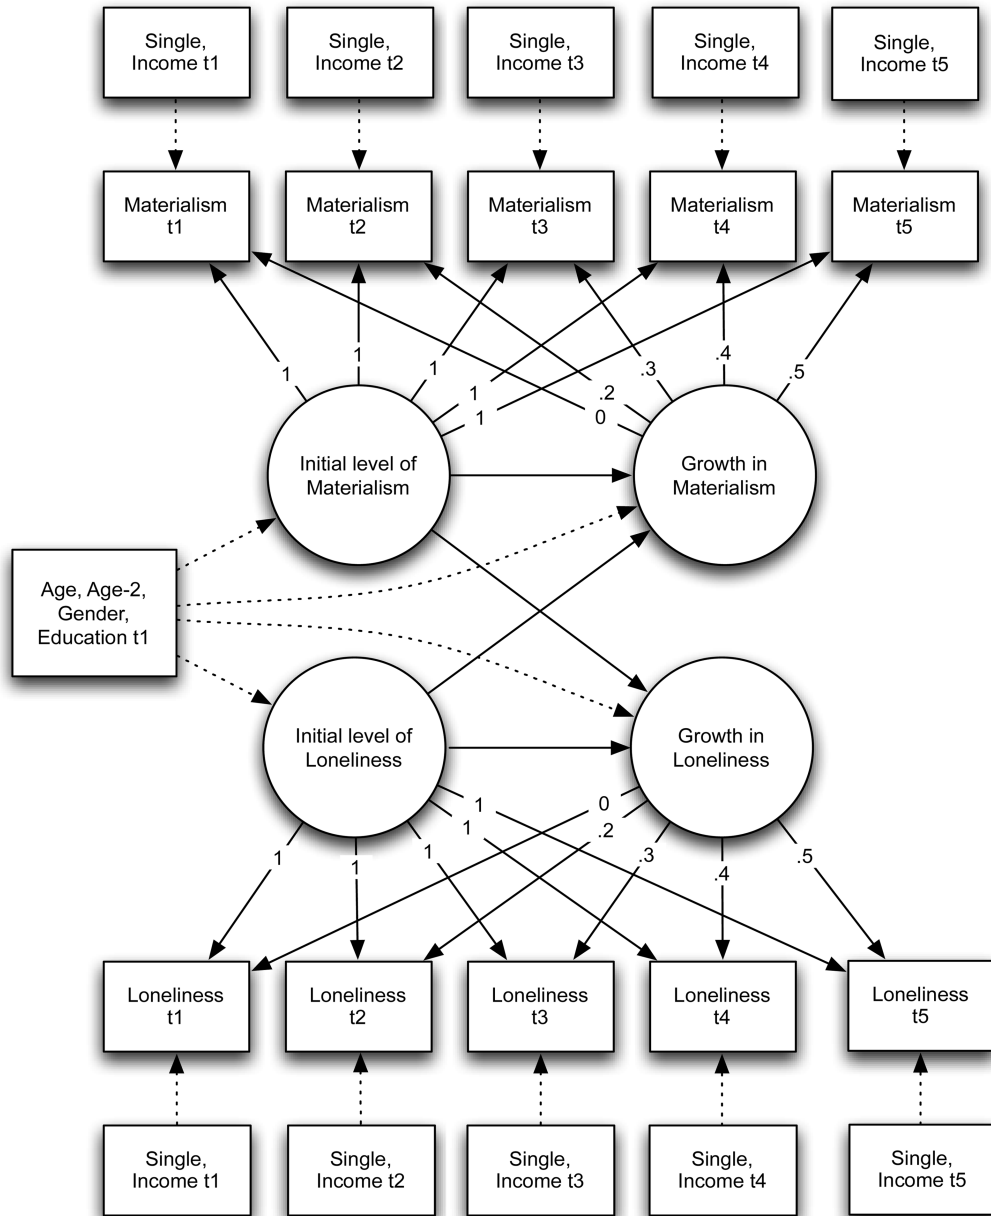 Single,
Income t1
Single,
Income t2
Single,
Income t3
Single,
Income t4
Single,
Income t5
Materialism
t1
Materialism
t2
Materialism
t3
Materialism
t4
Materialism
t5
1
1
1
1
1
0
.2
.3
.4
.5
Initial level of
Materialism
Growth in
Materialism
Age, Age-2,
Gender,
Education t1
Initial level of
Loneliness
Growth in
Loneliness
1
1
1
1
1
0
.2
.3
.4
.5
Loneliness
t1
Loneliness
t2
Loneliness
t3
Loneliness
t4
Loneliness
t5
Single,
Income t1
Single,
Income t2
Single,
Income t3
Single,
Income t4
Single,
Income t5